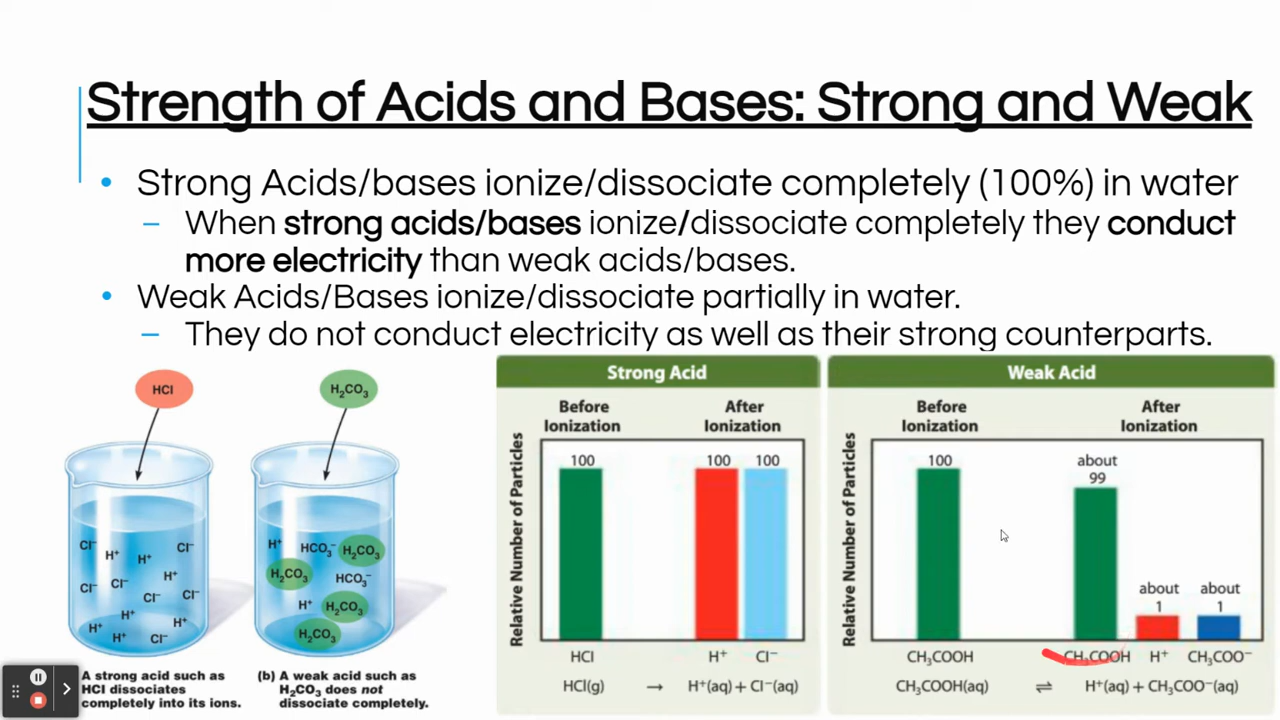 Strength of Acids and Bases: Strong and Weak
• Strong Acids/bases ionize/dissociate completely (100%) in water
– When strong acids/bases ionize/dissociate completely they conduct
more electricity than weak acids/bases.
• Weak Acids/Bases ionize/dissociate partially in water.
– They do not conduct electricity as well as their strong counterparts.
HCl
Cl⁻
H⁺
H⁺
Cl⁻
Cl⁻
Cl⁻
H⁺
Cl⁻
Cl⁻
H⁺
H⁺
H⁺
Cl⁻
H⁺
A strong acid such as
HCl dissociates
completely into its ions.
H₂CO₃
H⁺
HCO₃⁻
H₂CO₃
H₂CO₃
HCO₃⁻
H⁺
H₂CO₃
H₂CO₃
(b) A weak acid such as
H₂CO₃ does not
dissociate completely.
Strong Acid
Before
Ionization
After
Ionization
Relative Number of Particles
100
100
100
HCl
H⁺
Cl⁻
HCl(g) → H⁺(aq) + Cl⁻(aq)
Weak Acid
Before
Ionization
After
Ionization
Relative Number of Particles
100
about
99
about
1
about
1
CH₃COOH
CH₃COOH
H⁺
CH₃COO⁻
CH₃COOH(aq) ⇌ H⁺(aq) + CH₃COO⁻(aq)